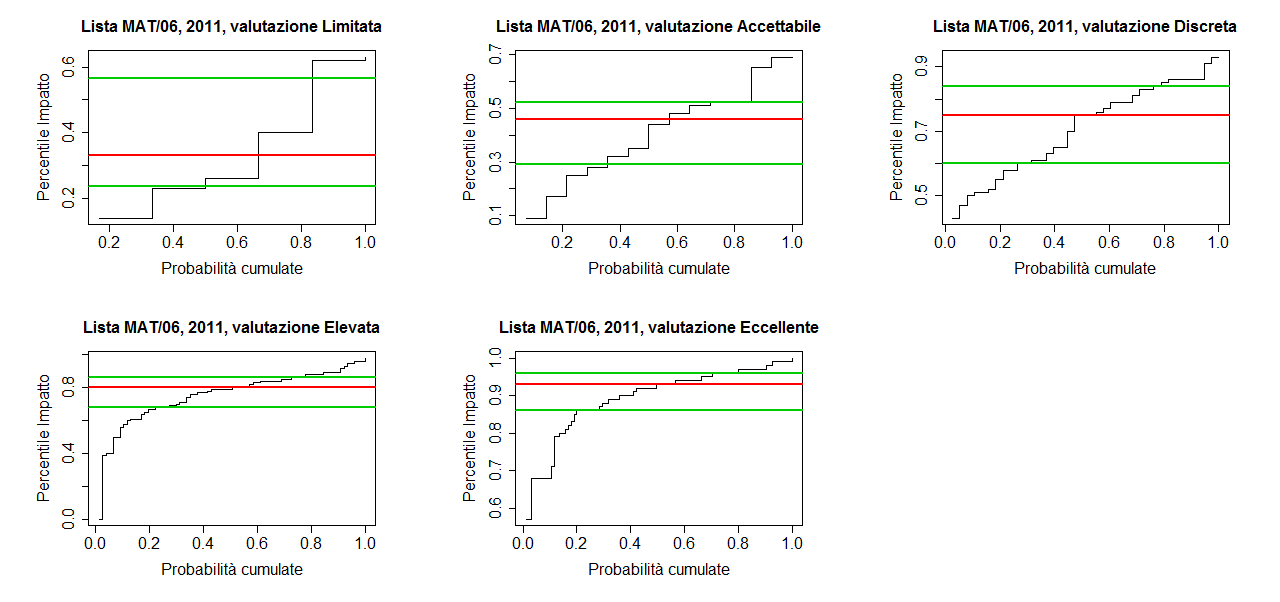 Lista MAT/06, 2011, valutazione Limitata
Percentile Impatto
0.2 0.4 0.6
0.2 0.4 0.6 0.8 1.0
Probabilità cumulate
Lista MAT/06, 2011, valutazione Accettabile
Percentile Impatto
0.1 0.3 0.5 0.7
0.2 0.4 0.6 0.8 1.0
Probabilità cumulate
Lista MAT/06, 2011, valutazione Discreta
Percentile Impatto
0.5 0.7 0.9
0.0 0.2 0.4 0.6 0.8 1.0
Probabilità cumulate
Lista MAT/06, 2011, valutazione Elevata
Percentile Impatto
0.0 0.4 0.8
0.0 0.2 0.4 0.6 0.8 1.0
Probabilità cumulate
Lista MAT/06, 2011, valutazione Eccellente
Percentile Impatto
0.6 0.7 0.8 0.9 1.0
0.0 0.2 0.4 0.6 0.8 1.0
Probabilità cumulate